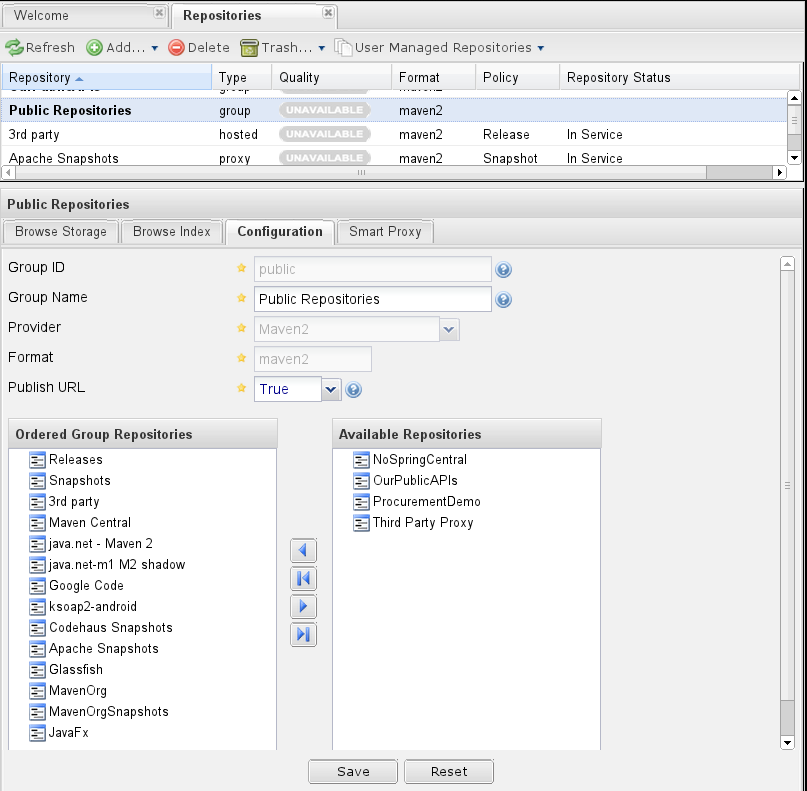 Welcome Repositories
Refresh Add... Delete Trash... User Managed Repositories
Repository Type Quality Format Policy Repository Status
Public Repositories group UNAVAILABLE maven2
3rd party hosted UNAVAILABLE maven2 Release In Service
Apache Snapshots proxy UNAVAILABLE maven2 Snapshot In Service
Public Repositories
Browse Storage Browse Index Configuration Smart Proxy
Group ID public
Group Name Public Repositories
Provider Maven2
Format maven2
Publish URL True
Ordered Group Repositories
Releases
Snapshots
3rd party
Maven Central
java.net - Maven 2
java.net-m1 M2 shadow
Google Code
ksoap2-android
Codehaus Snapshots
Apache Snapshots
Glassfish
MavenOrg
MavenOrgSnapshots
JavaFx
Available Repositories
NoSpringCentral
OurPublicAPIs
ProcurementDemo
Third Party Proxy
Save Reset